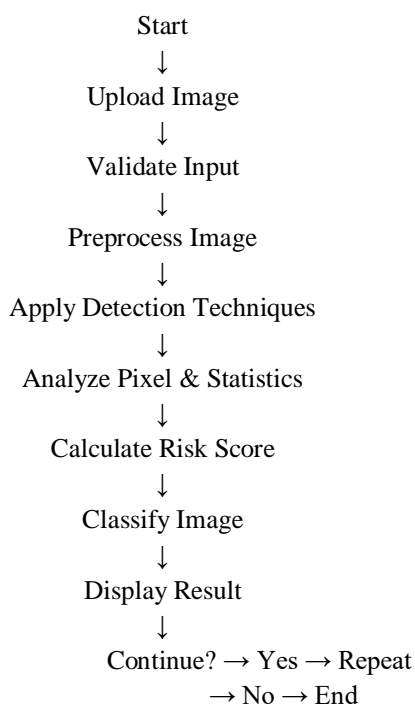 Start
↓
Upload Image
↓
Validate Input
↓
Preprocess Image
↓
Apply Detection Techniques
↓
Analyze Pixel & Statistics
↓
Calculate Risk Score
↓
Classify Image
↓
Display Result
↓
Continue? → Yes → Repeat
→ No → End